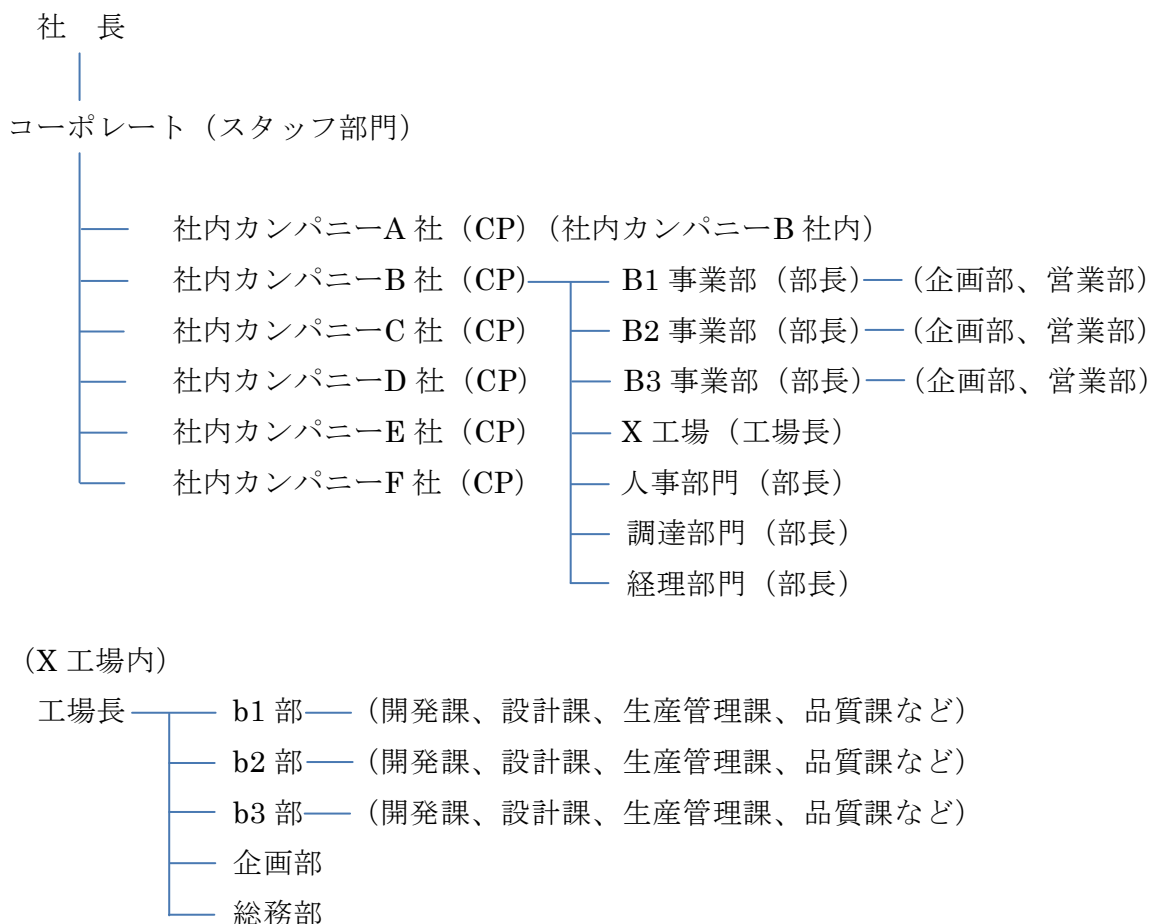 社　長
コーポレート（スタッフ部門）
社内カンパニーA 社（CP）（社内カンパニーB 社内）
社内カンパニーB 社（CP） B1 事業部（部長） （企画部、営業部）
社内カンパニーC 社（CP） B2 事業部（部長） （企画部、営業部）
社内カンパニーD 社（CP） B3 事業部（部長） （企画部、営業部）
社内カンパニーE 社（CP） X 工場（工場長）
社内カンパニーF 社（CP） 人事部門（部長）
調達部門（部長）
経理部門（部長）
（X 工場内）
工場長 b1 部 （開発課、設計課、生産管理課、品質課など）
b2 部 （開発課、設計課、生産管理課、品質課など）
b3 部 （開発課、設計課、生産管理課、品質課など）
企画部
総務部